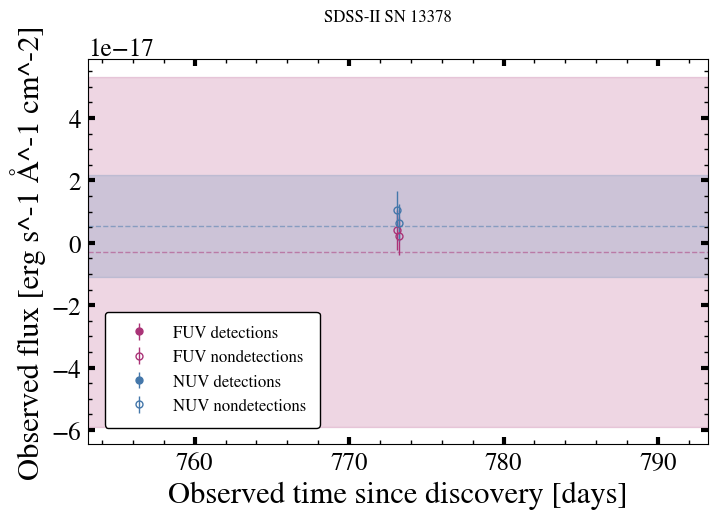 SDSS-II SN 13378
1e−17
Observed flux [erg s^-1 Å^-1 cm^-2]
4
2
0
−2
−4
−6
FUV detections
FUV nondetections
NUV detections
NUV nondetections
760
770
780
790
Observed time since discovery [days]